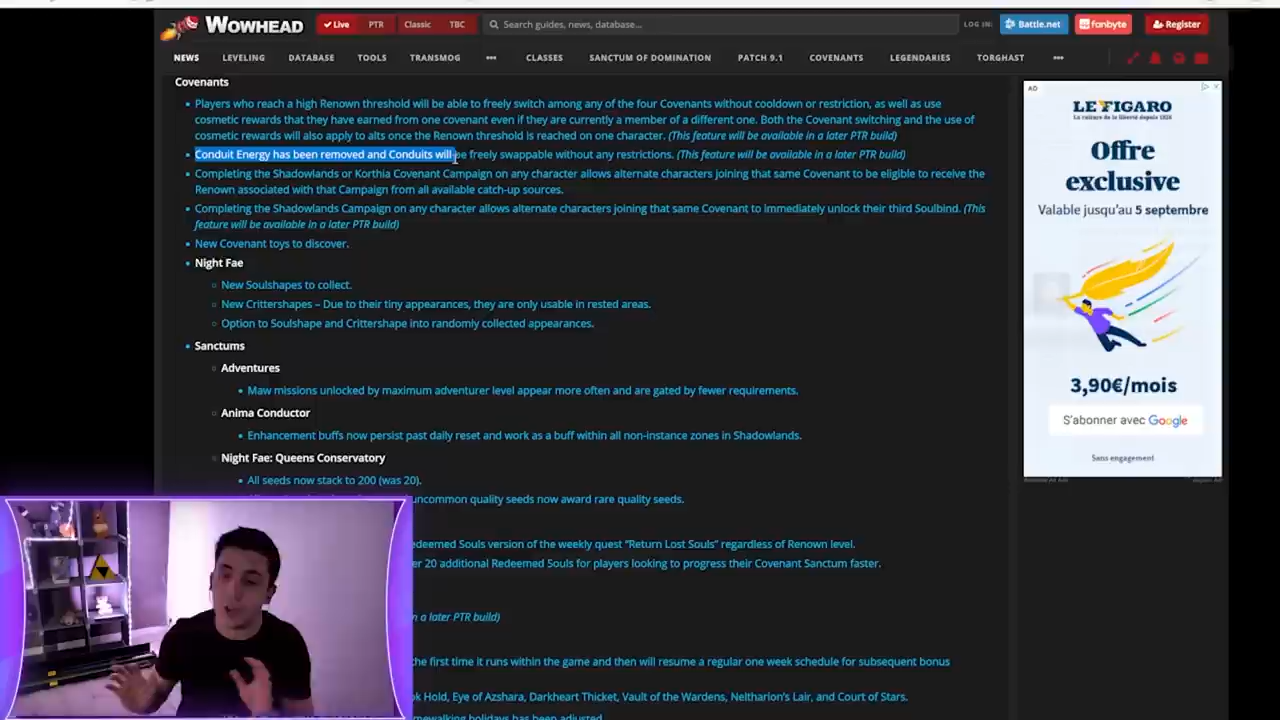 WOWHEAD
Live PTR Classic TBC
Search guides, news, database...
LOG IN: Battle.net fanbyte Register
NEWS LEVELING DATABASE TOOLS TRANSMOG ••• CLASSES SANCTUM OF DOMINATION PATCH 9.1 COVENANTS LEGENDARIES TORGHAST •••
Covenants
• Players who reach a high Renown threshold will be able to freely switch among any of the four Covenants without cooldown or restriction, as well as use
cosmetic rewards that they have earned from one covenant even if they are currently a member of a different one. Both the Covenant switching and the use of
cosmetic rewards will also apply to alts once the Renown threshold is reached on one character. (This feature will be available in a later PTR build)
• Conduit Energy has been removed and Conduits will be freely swappable without any restrictions. (This feature will be available in a later PTR build)
• Completing the Shadowlands or Korthia Covenant Campaign on any character allows alternate characters joining that same Covenant to be eligible to receive the
Renown associated with that Campaign from all available catch-up sources.
• Completing the Shadowlands Campaign on any character allows alternate characters joining that same Covenant to immediately unlock their third Soulbind. (This
feature will be available in a later PTR build)
• New Covenant toys to discover.
• Night Fae
○ New Soulshapes to collect.
○ New Crittershapes – Due to their tiny appearances, they are only usable in rested areas.
○ Option to Soulshape and Crittershape into randomly collected appearances.
• Sanctums
○ Adventures
▪ Maw missions unlocked by maximum adventurer level appear more often and are gated by fewer requirements.
○ Anima Conductor
▪ Enhancement buffs now persist past daily reset and work as a buff within all non-instance zones in Shadowlands.
○ Night Fae: Queens Conservatory
▪ All seeds now stack to 200 (was 20).
uncommon quality seeds now award rare quality seeds.
edeemed Souls version of the weekly quest "Return Lost Souls" regardless of Renown level.
er 20 additional Redeemed Souls for players looking to progress their Covenant Sanctum faster.
n a later PTR build)
the first time it runs within the game and then will resume a regular one week schedule for subsequent bonus
ok Hold, Eye of Azshara, Darkheart Thicket, Vault of the Wardens, Neltharion's Lair, and Court of Stars.
mewalking holidays has been adjusted.
AD
LE FIGARO
La culture de la liberté depuis 1826
Offre
exclusive
Valable jusqu'au 5 septembre
3,90€/mois
S'abonner avec Google
Sans engagement